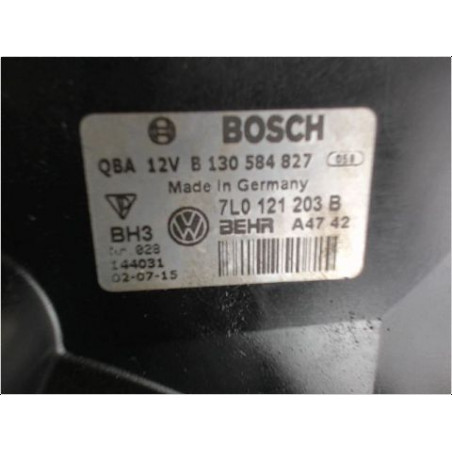 BOSCH
QBA 12V B 130 584 827
Made in Germany
7L0 121 203 B
BH3 BEHR A47 42
028
144031
02-07-15